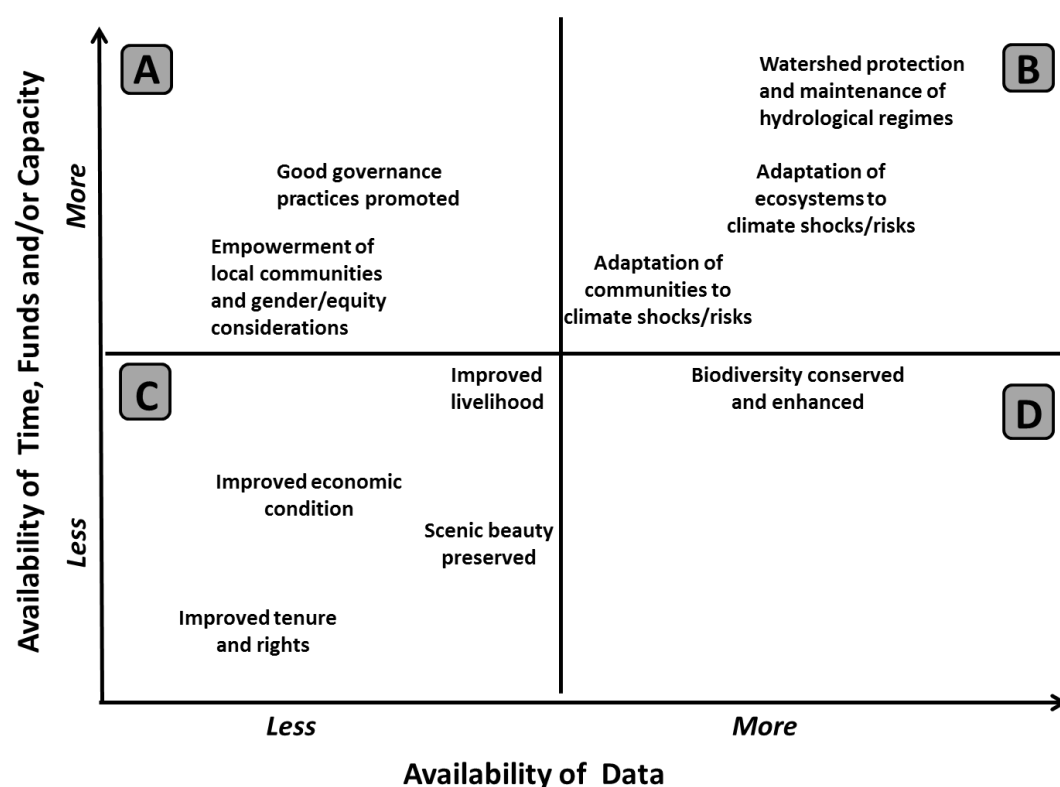 A
B
Watershed protection
and maintenance of
hydrological regimes
Good governance
practices promoted
Adaptation of
ecosystems to
climate shocks/risks
Empowerment of
local communities
and gender/equity
considerations
Adaptation of
communities to
climate shocks/risks
C
Improved
livelihood
Biodiversity conserved
and enhanced
D
Improved economic
condition
Scenic beauty
preserved
Improved tenure
and rights
Availability of Time, Funds and/or Capacity
More
Less
Less
More
Availability of Data